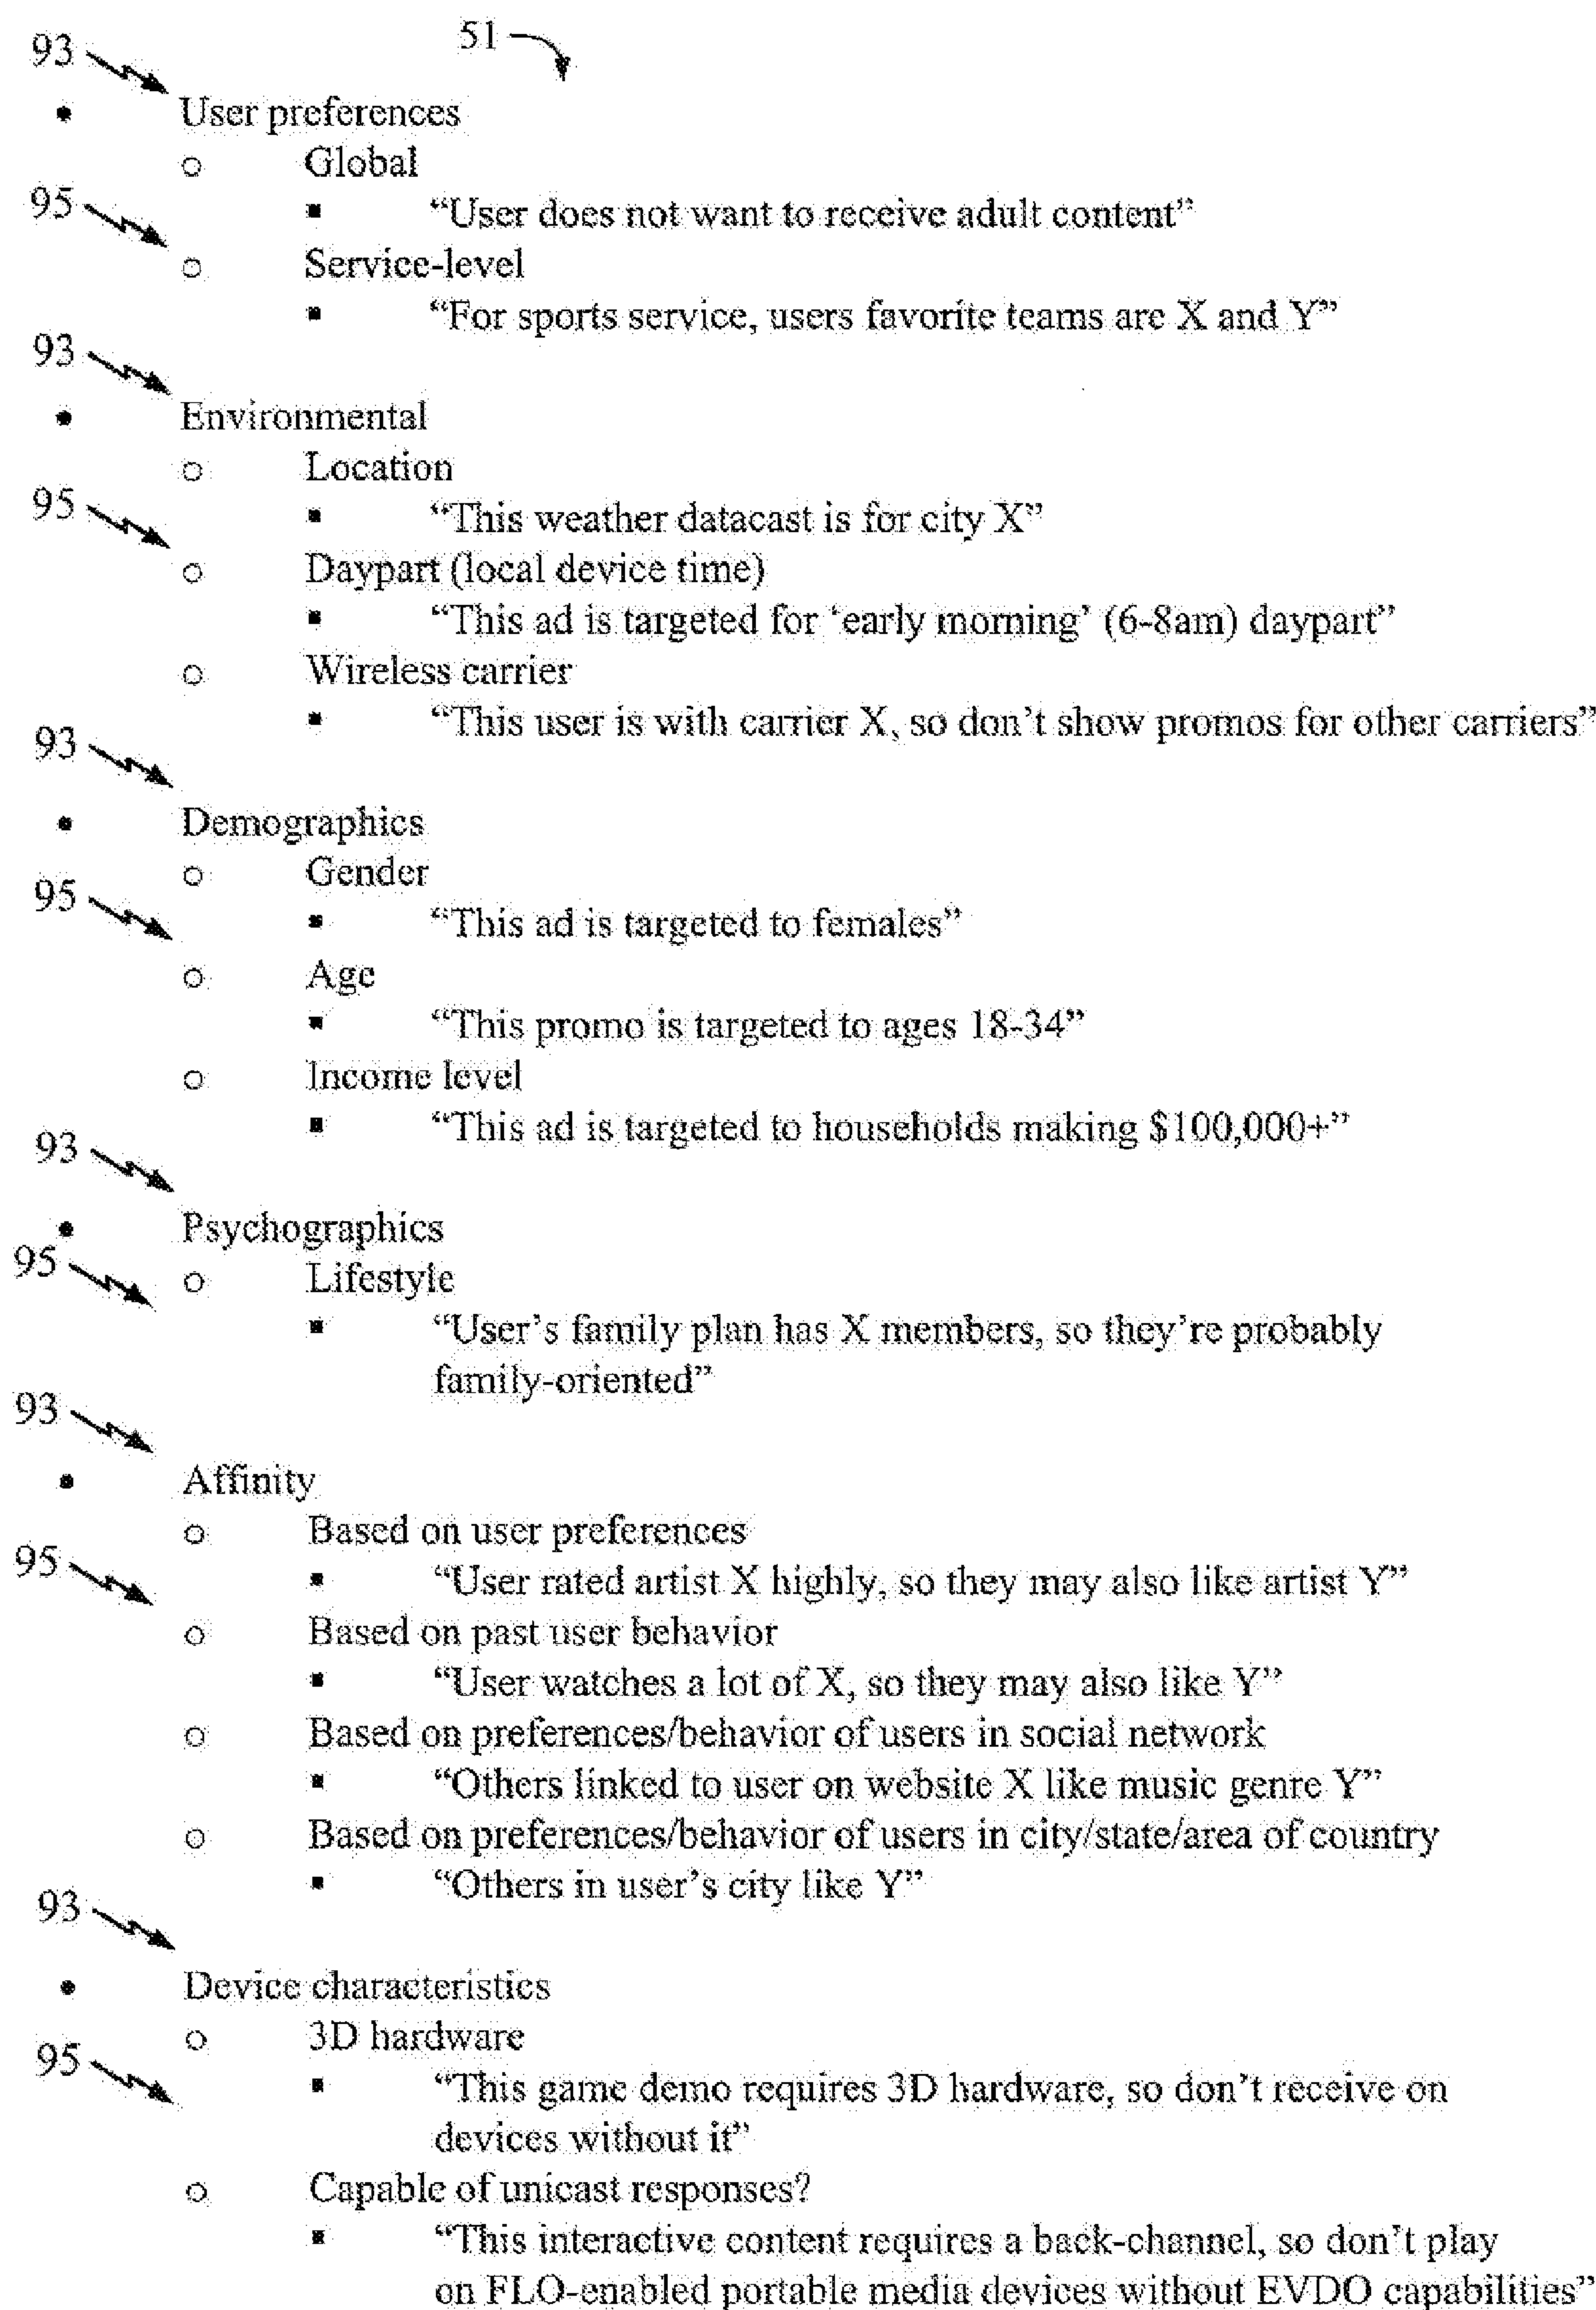 93
51
• User preferences
o Global
95
▪ “User does not want to receive adult content”
o Service-level
▪ “For sports service, users favorite teams are X and Y”
93
• Environmental
o Location
95
▪ “This weather datacast is for city X”
o Daypart (local device time)
▪ “This ad is targeted for ‘early morning’ (6-8am) daypart”
o Wireless carrier
▪ “This user is with carrier X, so don’t show promos for other carriers”
93
• Demographics
o Gender
95
▪ “This ad is targeted to females”
o Age
▪ “This promo is targeted to ages 18-34”
o Income level
▪ “This ad is targeted to households making $100,000+”
93
• Psychographics
95
o Lifestyle
▪ “User’s family plan has X members, so they’re probably
family-oriented”
93
• Affinity
o Based on user preferences
95
▪ “User rated artist X highly, so they may also like artist Y”
o Based on past user behavior
▪ “User watches a lot of X, so they may also like Y”
o Based on preferences/behavior of users in social network
▪ “Others linked to user on website X like music genre Y”
o Based on preferences/behavior of users in city/state/area of country
▪ “Others in user’s city like Y”
93
• Device characteristics
o 3D hardware
95
▪ “This game demo requires 3D hardware, so don’t receive on
devices without it”
o Capable of unicast responses?
▪ “This interactive content requires a back-channel, so don’t play
on FLO-enabled portable media devices without EVDO capabilities”